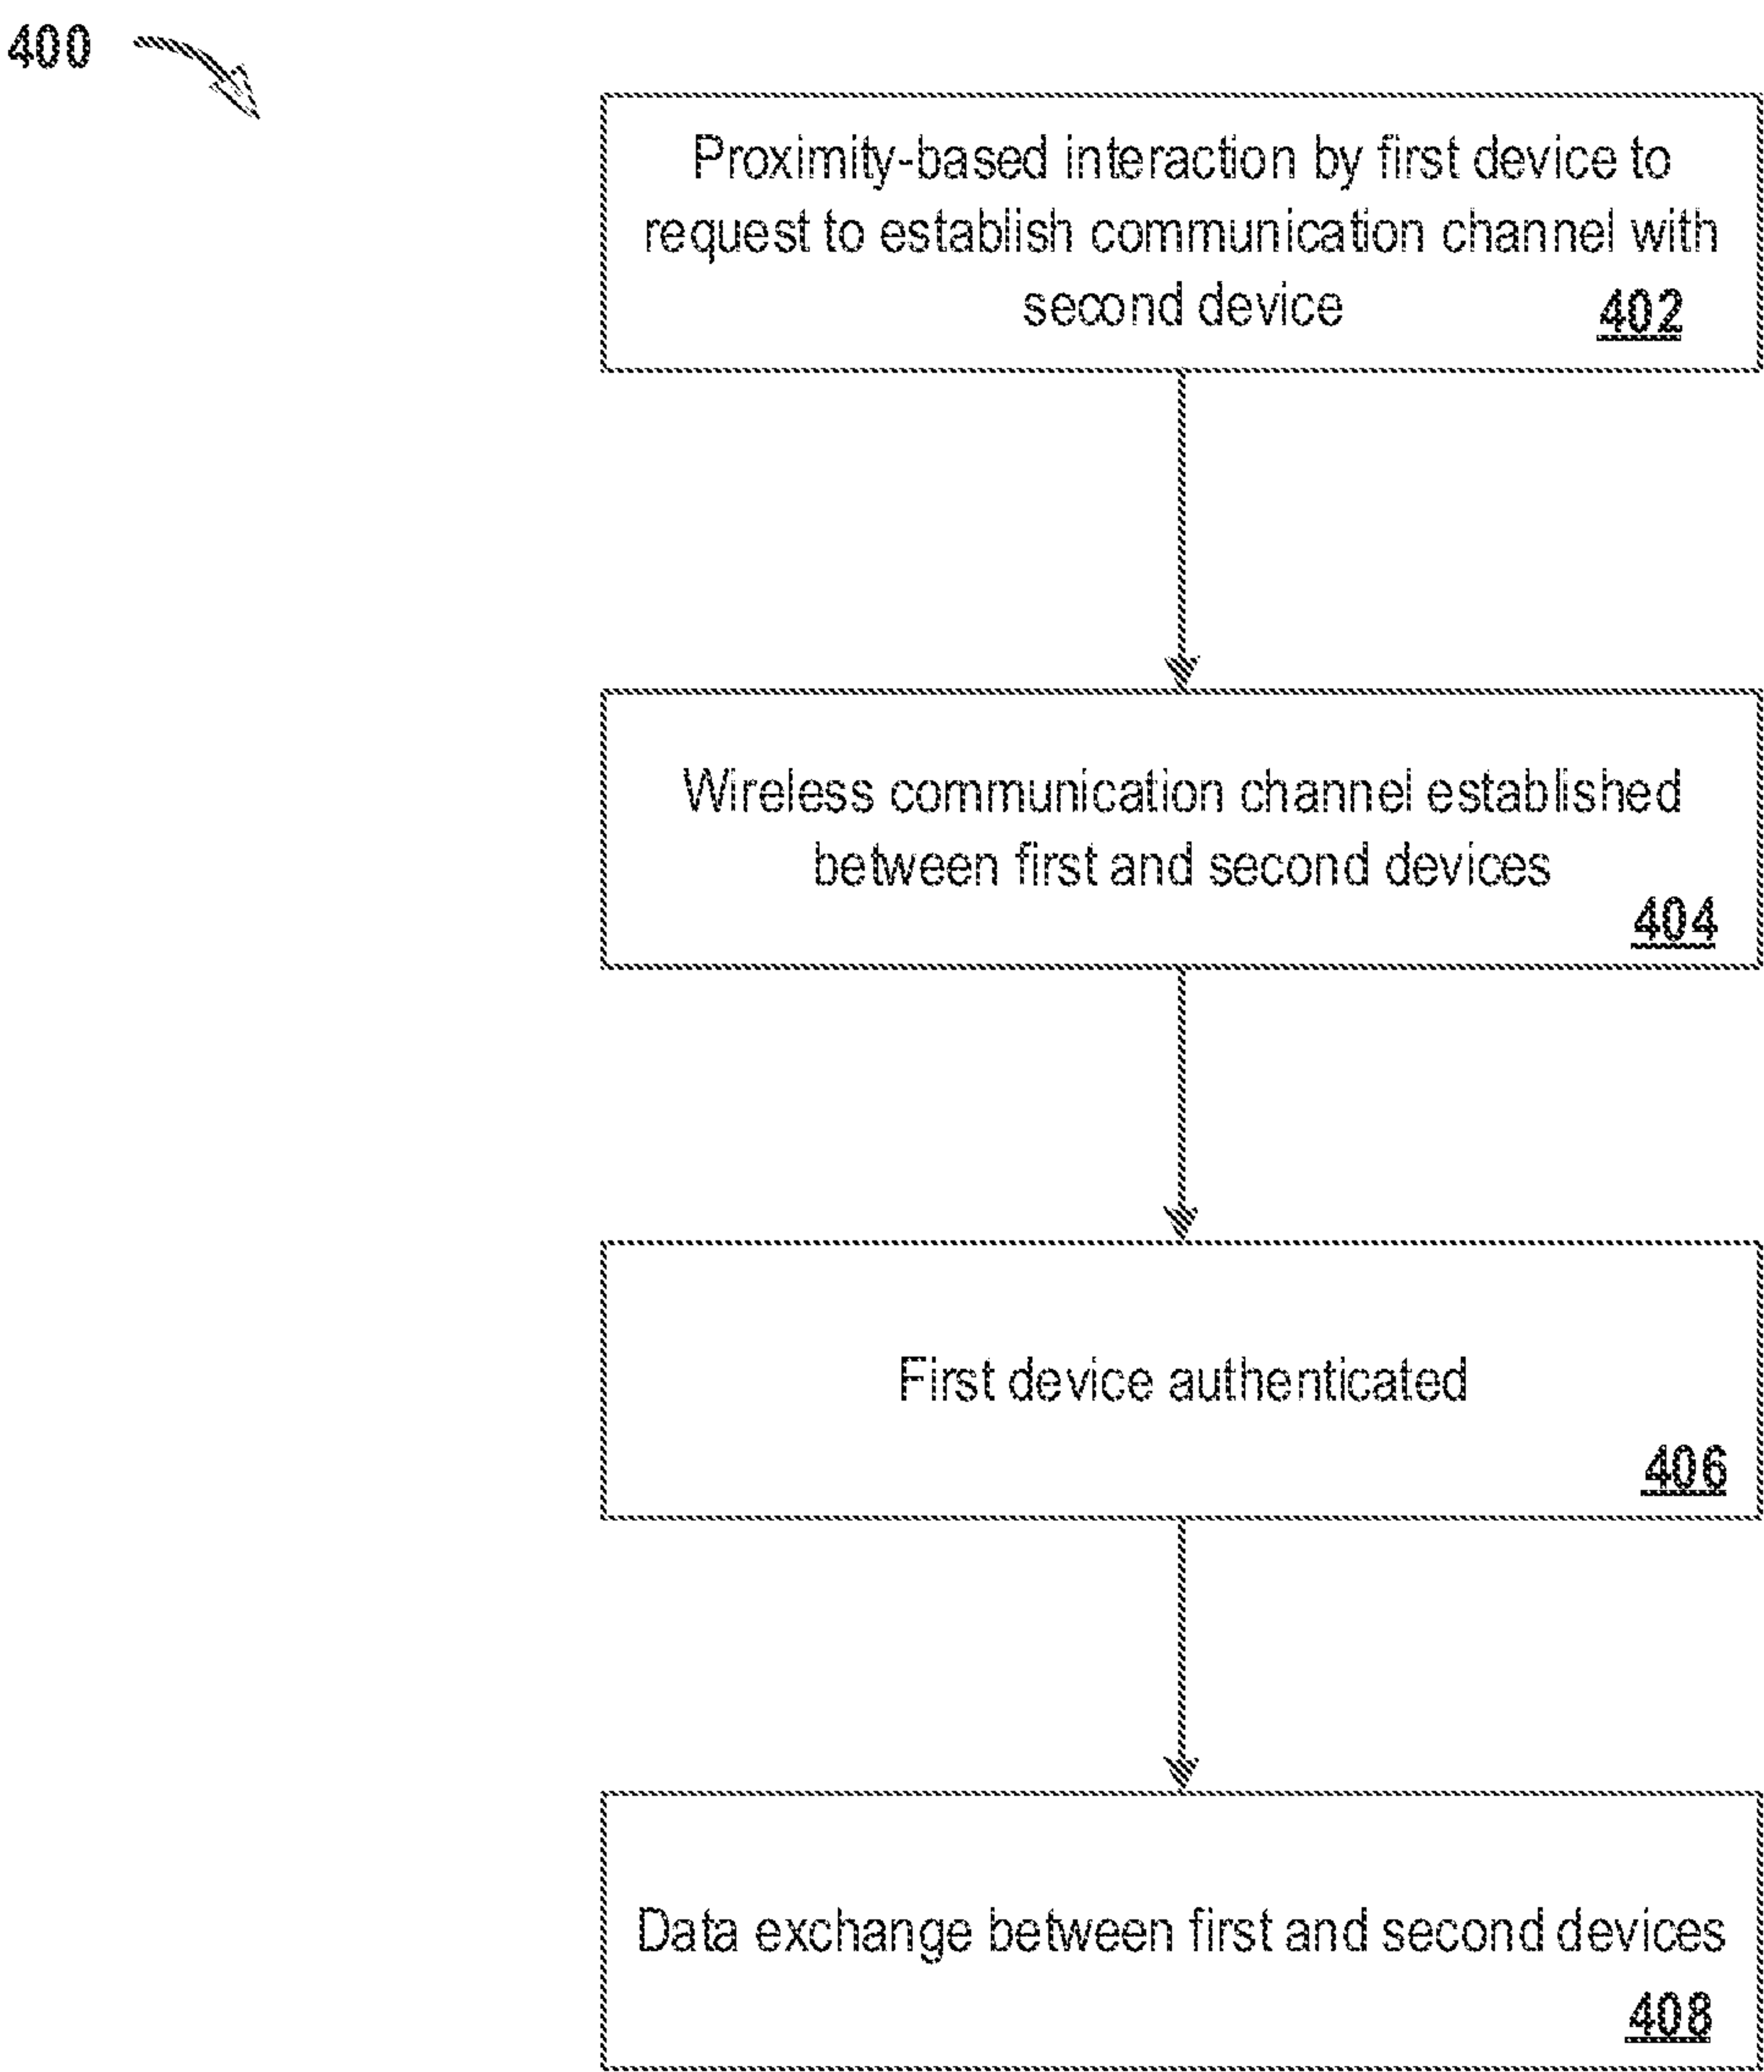 400
Proximity-based interaction by first device to
request to establish communication channel with
second device 402
Wireless communication channel established
between first and second devices
404
First device authenticated
406
Data exchange between first and second devices
408